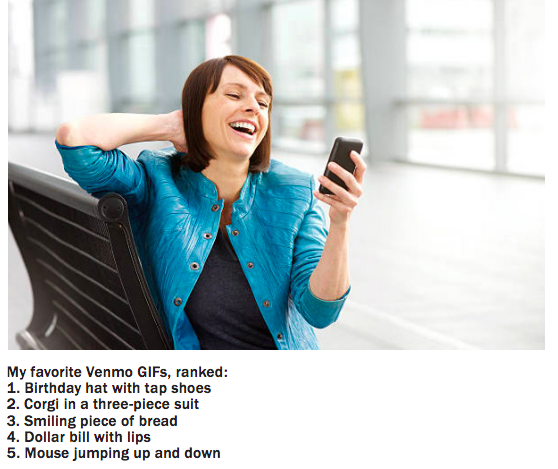 My favorite Venmo GIFs, ranked:
1. Birthday hat with tap shoes
2. Corgi in a three-piece suit
3. Smiling piece of bread
4. Dollar bill with lips
5. Mouse jumping up and down